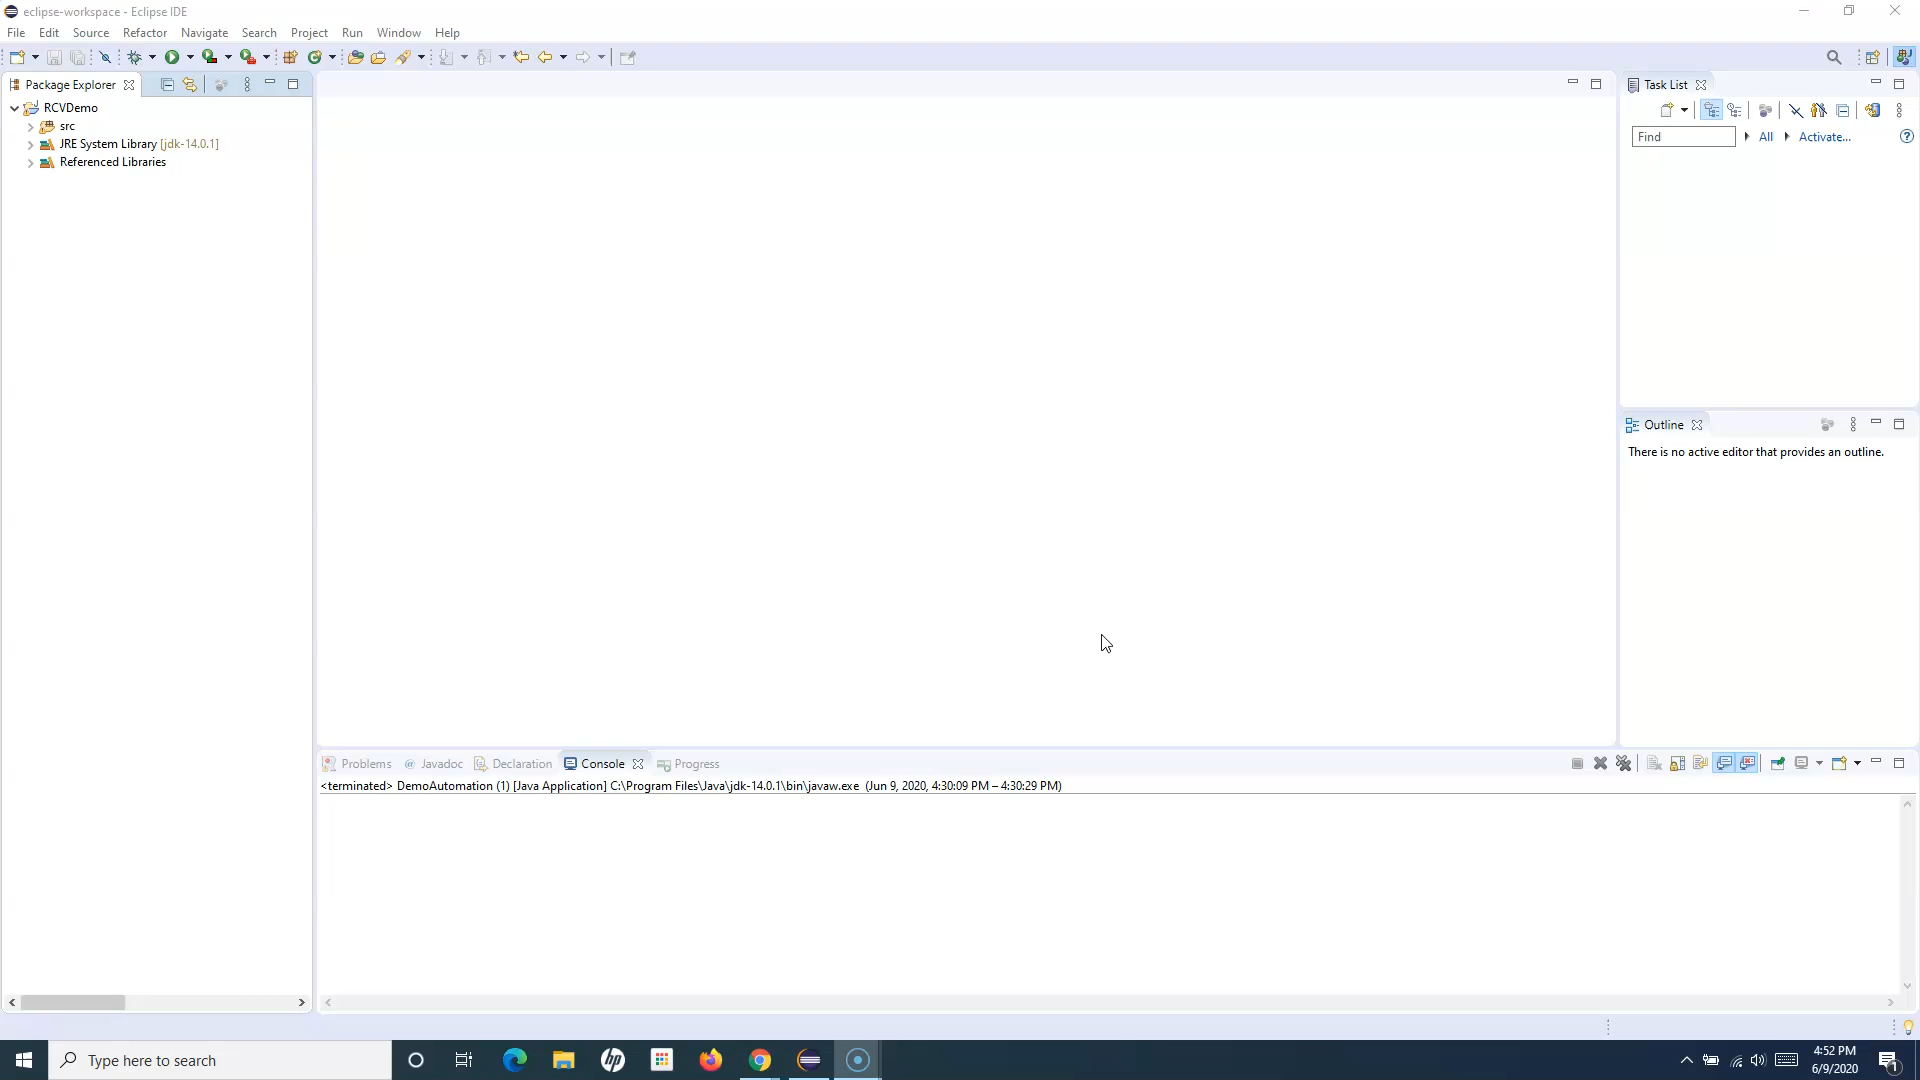 eclipse-workspace - Eclipse IDE
File Edit Source Refactor Navigate Search Project Run Window Help
Package Explorer
RCVDemo
src
JRE System Library [jdk-14.0.1]
Referenced Libraries
Task List
Find All Activate...
Outline
There is no active editor that provides an outline.
Problems Javadoc Declaration Console Progress
<terminated> DemoAutomation (1) [Java Application] C:\Program Files\Java\jdk-14.0.1\bin\javaw.exe (Jun 9, 2020, 4:30:09 PM – 4:30:29 PM)
Type here to search
hp
4:52 PM
6/9/2020
1